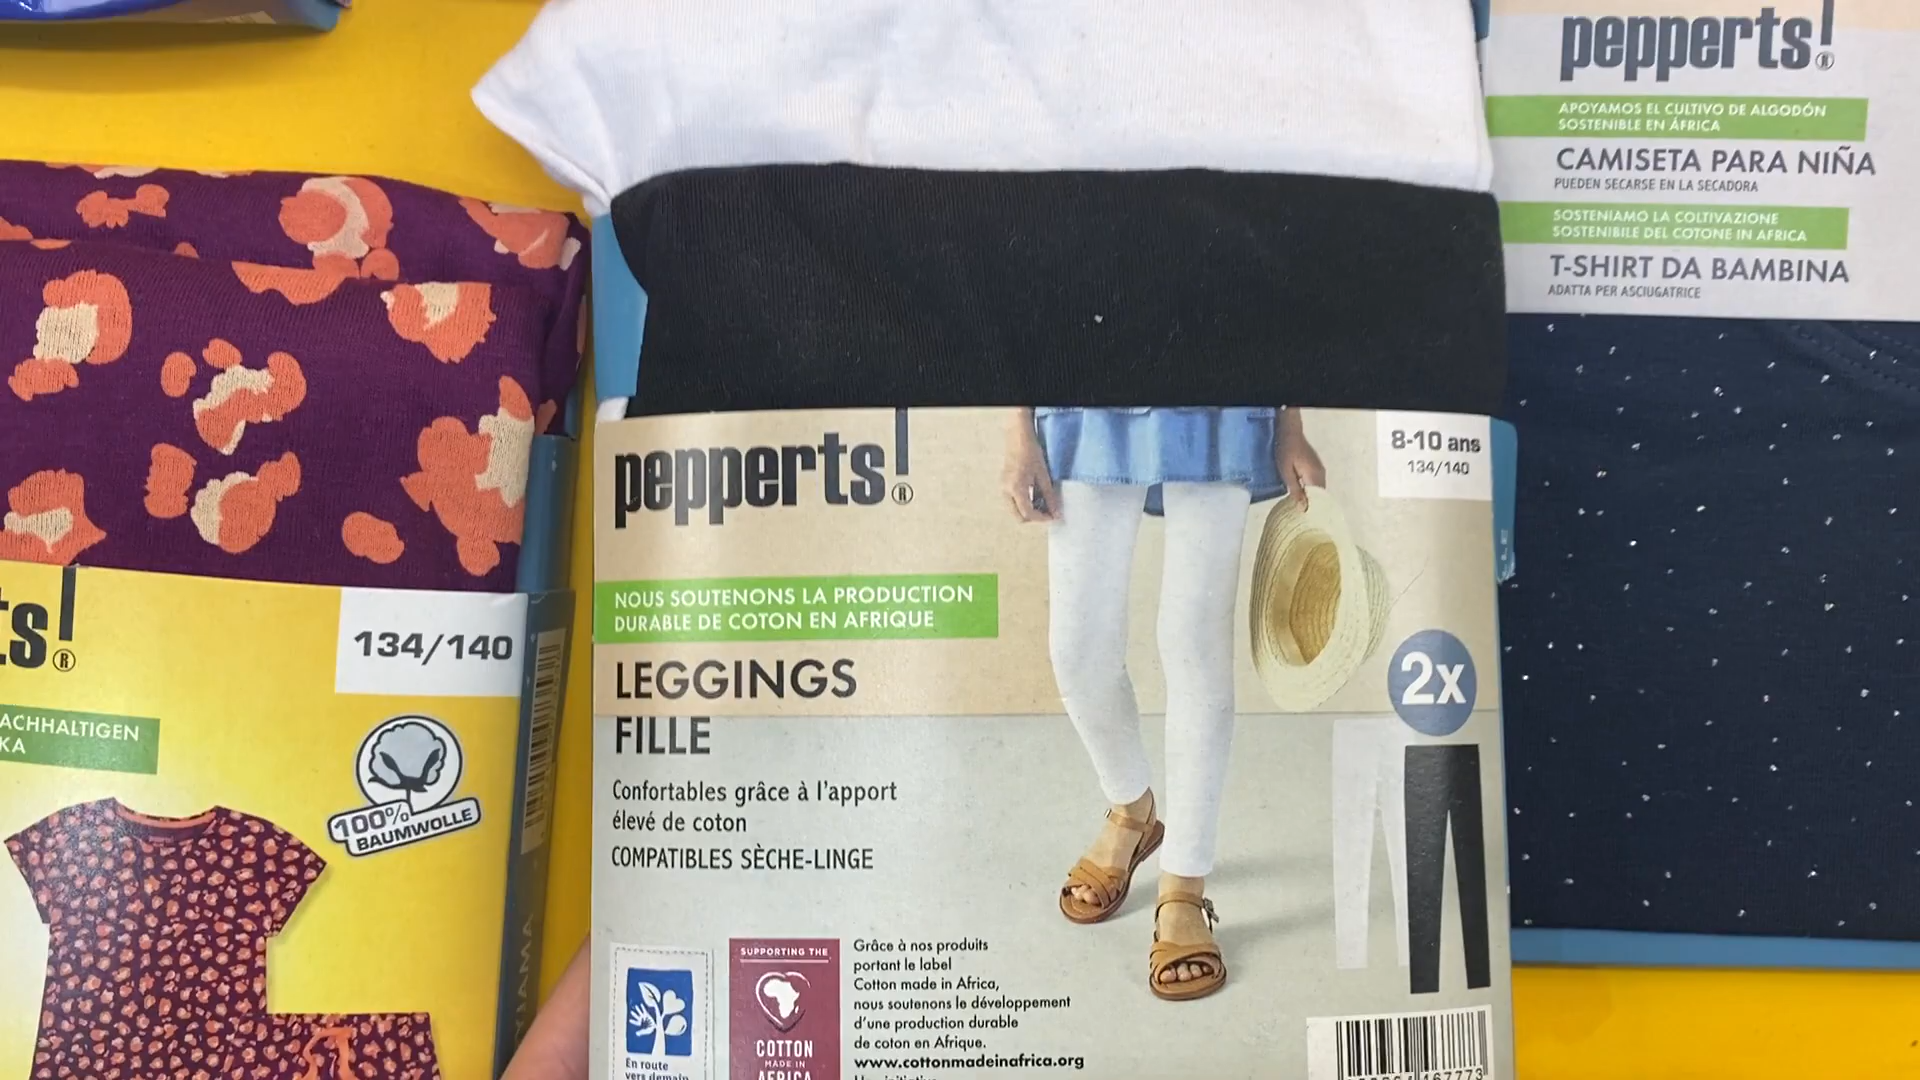 ts!®
134/140
ACHHALTIGEN
KA
100%
BAUMWOLLE
pepperts!®
8-10 ans
134/140
NOUS SOUTENONS LA PRODUCTION
DURABLE DE COTON EN AFRIQUE
LEGGINGS
FILLE
2x
Confortables grâce à l'apport
élevé de coton
COMPATIBLES SÈCHE-LINGE
En route
vers demain
SUPPORTING THE
COTTON
MADE IN
AFRICA
Grâce à nos produits
portant le label
Cotton made in Africa,
nous soutenons le développement
d'une production durable
de coton en Afrique.
www.cottonmadeinafrica.org
pepperts!®
APOYAMOS EL CULTIVO DE ALGODÓN
SOSTENIBLE EN ÁFRICA
CAMISETA PARA NIÑA
PUEDEN SECARSE EN LA SECADORA
SOSTENIAMO LA COLTIVAZIONE
SOSTENIBILE DEL COTONE IN AFRICA
T-SHIRT DA BAMBINA
ADATTA PER ASCIUGATRICE